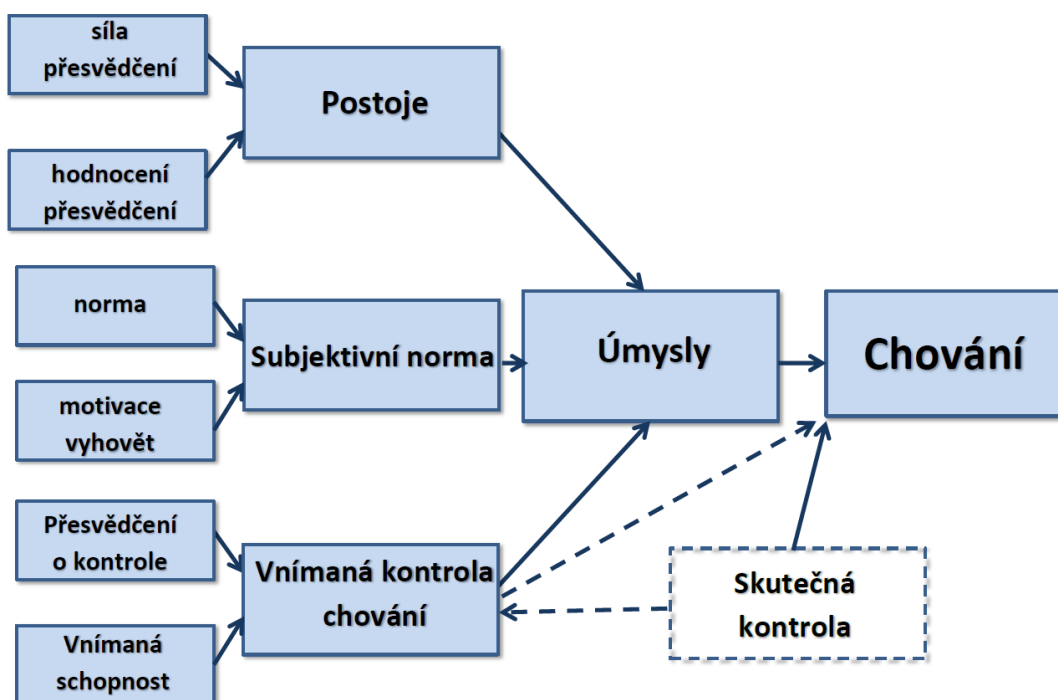 síla
přesvědčení
Postoje
hodnocení
přesvědčení
norma
Subjektivní norma
motivace
vyhovět
Úmysly
Chování
Přesvědčení
o kontrole
Vnímaná kontrola
chování
Vnímaná
schopnost
Skutečná
kontrola